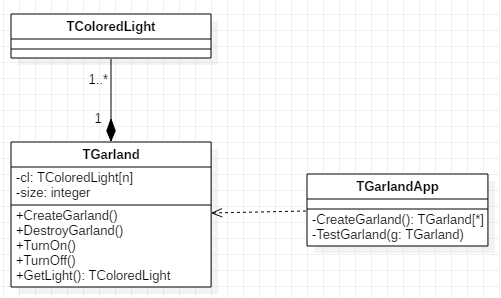 TColoredLight
1..*
1
TGarland
-cl: TColoredLight[n]
-size: integer
+CreateGarland()
+DestroyGarland()
+TurnOn()
+TurnOff()
+GetLight(): TColoredLight
TGarlandApp
-CreateGarland(): TGarland[*]
-TestGarland(g: TGarland)